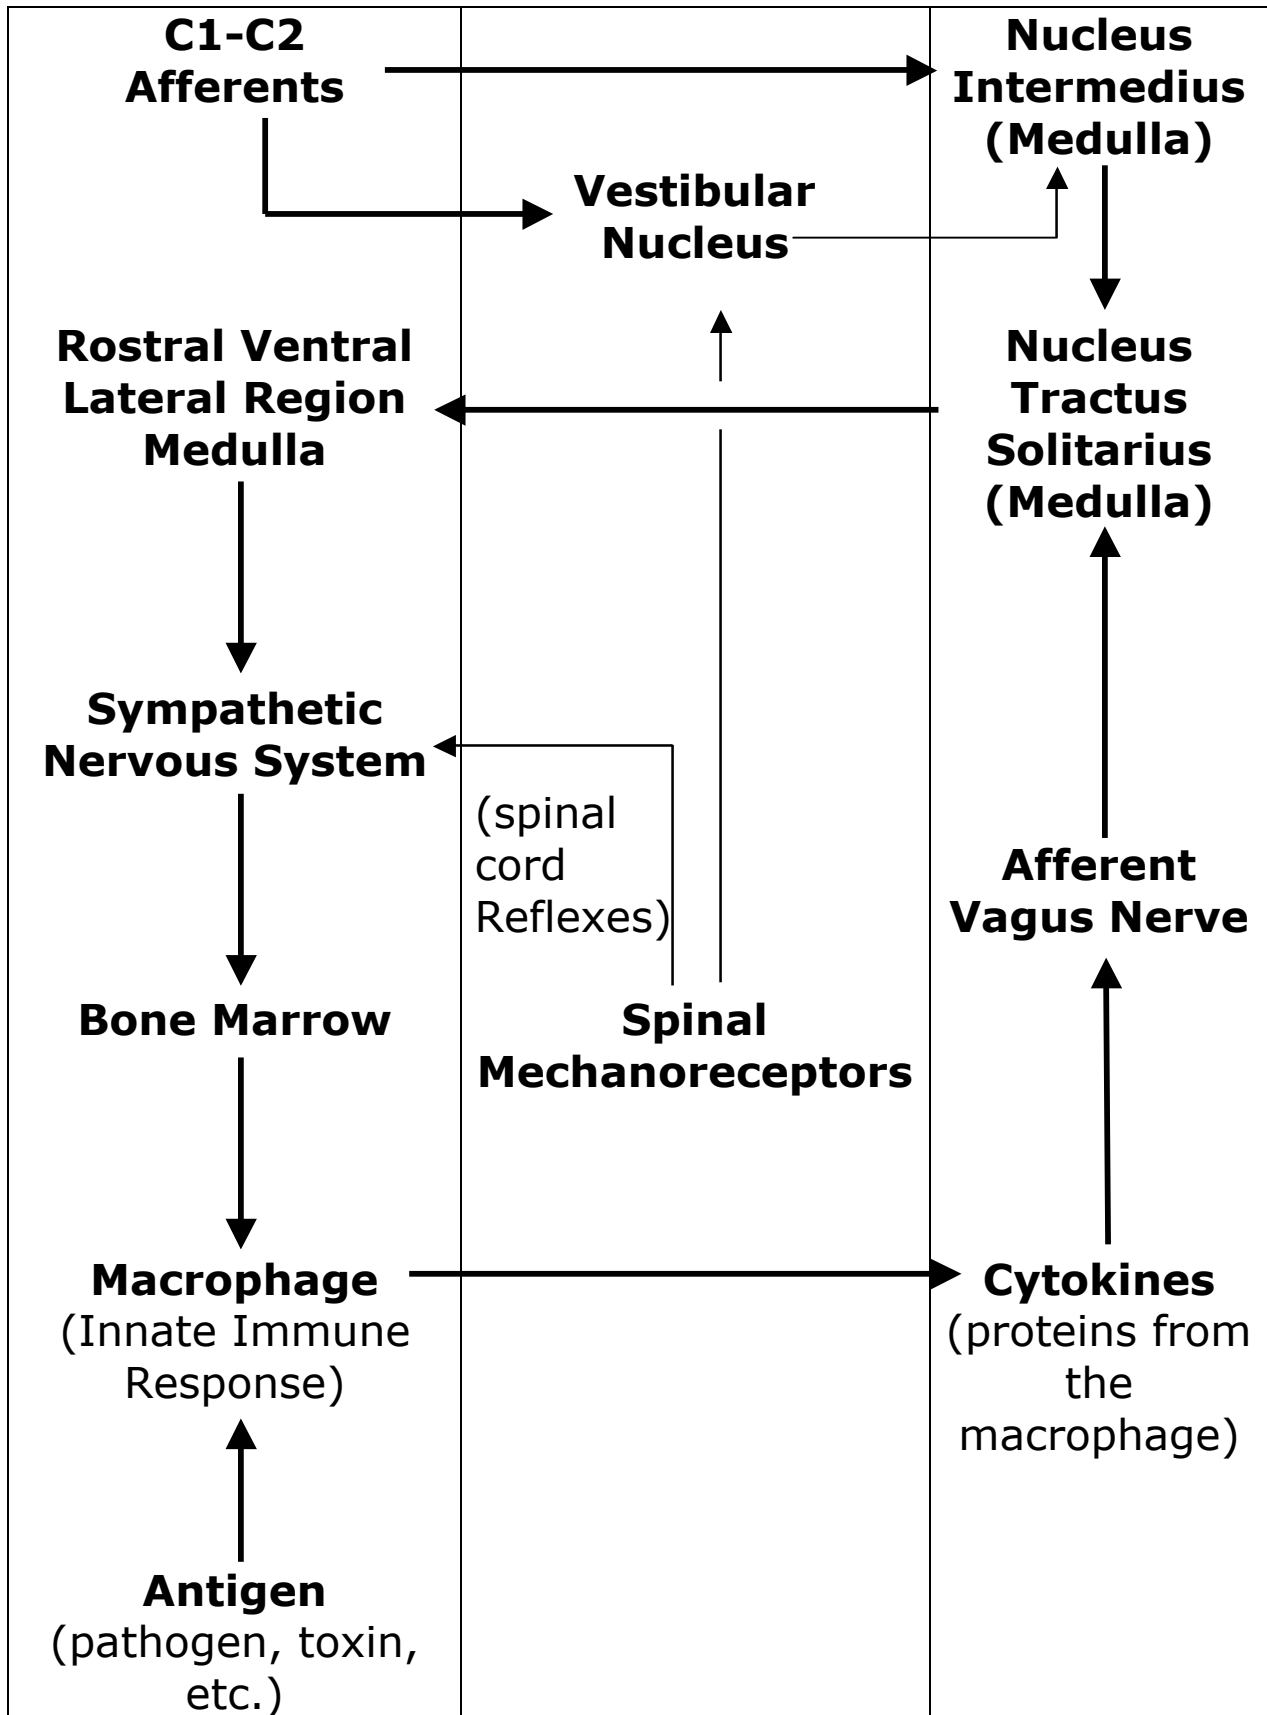 C1-C2
Afferents
Nucleus
Intermedius
(Medulla)
Vestibular
Nucleus
Rostral Ventral
Lateral Region
Medulla
Nucleus
Tractus
Solitarius
(Medulla)
Sympathetic
Nervous System
(spinal
cord
Reflexes)
Afferent
Vagus Nerve
Bone Marrow
Spinal
Mechanoreceptors
Macrophage
(Innate Immune
Response)
Cytokines
(proteins from
the
macrophage)
Antigen
(pathogen, toxin,
etc.)